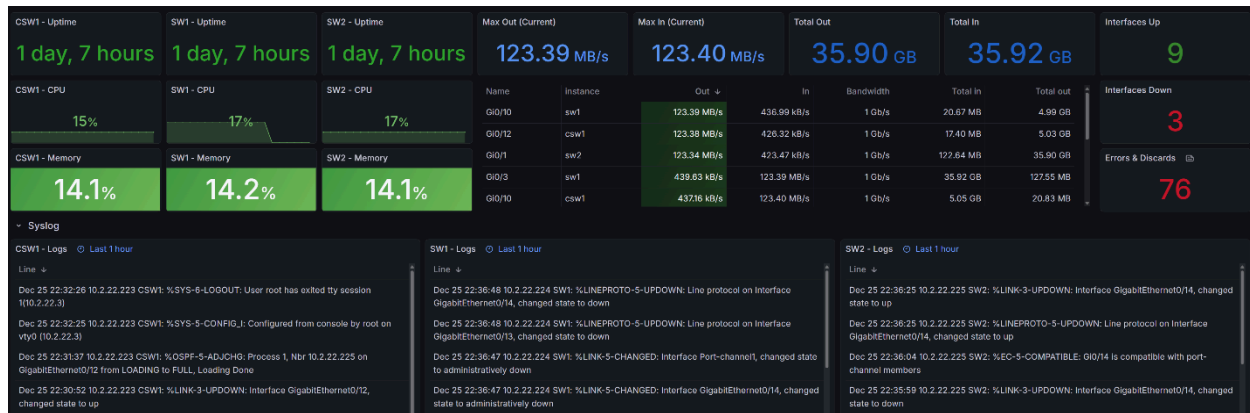 CSW1 - Uptime
SW1 - Uptime
SW2 - Uptime
Max Out (Current)
Max In (Current)
Total Out
Total In
Interfaces Up
1 day, 7 hours
1 day, 7 hours
1 day, 7 hours
123.39 MB/s
123.40 MB/s
35.90 GB
35.92 GB
9
CSW1 - CPU
SW1 - CPU
SW2 - CPU
15%
17%
17%
CSW1 - Memory
SW1 - Memory
SW2 - Memory
14.1%
14.2%
14.1%
Name Instance Out ↓ In Bandwidth Total in Total out
Gi0/10 sw1 123.39 MB/s 436.99 kB/s 1 Gb/s 20.67 MB 4.99 GB
Gi0/12 csw1 123.38 MB/s 426.32 kB/s 1 Gb/s 17.40 MB 5.03 GB
Gi0/1 sw2 123.34 MB/s 423.47 kB/s 1 Gb/s 122.64 MB 35.90 GB
Gi0/3 sw1 439.63 kB/s 123.39 MB/s 1 Gb/s 35.92 GB 127.55 MB
Gi0/10 csw1 437.16 kB/s 123.40 MB/s 1 Gb/s 5.05 GB 20.83 MB
Interfaces Down
3
Errors & Discards
76
Syslog
CSW1 - Logs Last 1 hour
Line ↓
Dec 25 22:32:26 10.2.22.223 CSW1: %SYS-6-LOGOUT: User root has exited tty session
1(10.2.22.3)
Dec 25 22:32:25 10.2.22.223 CSW1: %SYS-5-CONFIG_I: Configured from console by root on
vty0 (10.2.22.3)
Dec 25 22:31:37 10.2.22.223 CSW1: %OSPF-5-ADJCHG: Process 1, Nbr 10.2.22.225 on
GigabitEthernet0/12 from LOADING to FULL, Loading Done
Dec 25 22:30:52 10.2.22.223 CSW1: %LINK-3-UPDOWN: Interface GigabitEthernet0/12,
changed state to up
SW1 - Logs Last 1 hour
Line ↓
Dec 25 22:36:48 10.2.22.224 SW1: %LINEPROTO-5-UPDOWN: Line protocol on Interface
GigabitEthernet0/14, changed state to down
Dec 25 22:36:48 10.2.22.224 SW1: %LINEPROTO-5-UPDOWN: Line protocol on Interface
GigabitEthernet0/13, changed state to down
Dec 25 22:36:47 10.2.22.224 SW1: %LINK-5-CHANGED: Interface Port-channel1, changed state
to administratively down
Dec 25 22:36:47 10.2.22.224 SW1: %LINK-5-CHANGED: Interface GigabitEthernet0/14, changed
state to administratively down
SW2 - Logs Last 1 hour
Line ↓
Dec 25 22:36:25 10.2.22.225 SW2: %LINK-3-UPDOWN: Interface GigabitEthernet0/14, changed
state to up
Dec 25 22:36:25 10.2.22.225 SW2: %LINEPROTO-5-UPDOWN: Line protocol on Interface
GigabitEthernet0/14, changed state to up
Dec 25 22:36:04 10.2.22.225 SW2: %EC-5-COMPATIBLE: Gi0/14 is compatible with port-
channel members
Dec 25 22:35:59 10.2.22.225 SW2: %LINK-3-UPDOWN: Interface GigabitEthernet0/14, changed
state to down